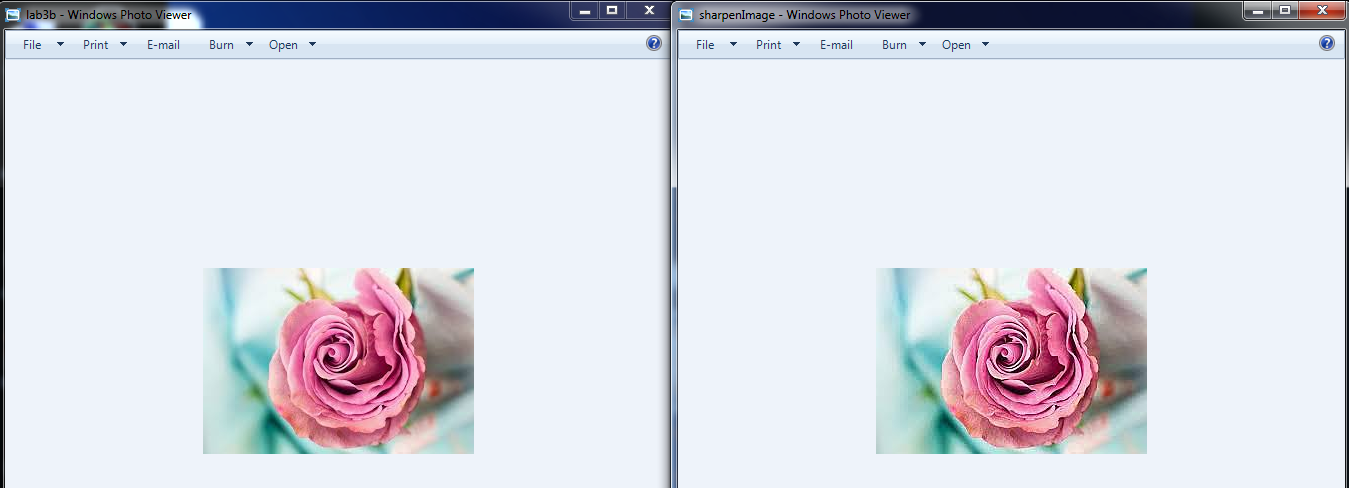 lab3b - Windows Photo Viewer
File Print E-mail Burn Open
sharpenImage - Windows Photo Viewer
File Print E-mail Burn Open